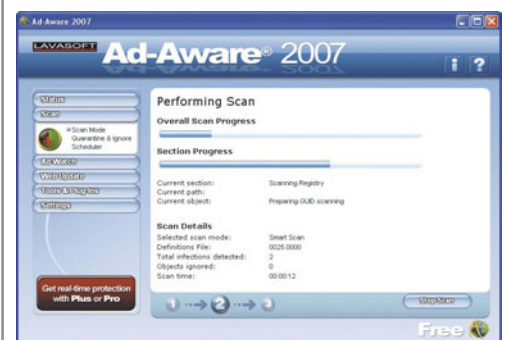 Ad-Aware 2007
LAVASOFT Ad-Aware® 2007
i ?
Status
Scan
Scan Mode
Quarantine & Ignore
Scheduler
Ad-Watch
Web Update
Tools & Plug-Ins
Settings
Get real-time protection
with Plus or Pro
Performing Scan
Overall Scan Progress
Section Progress
Current section: Scanning Registry
Current path:
Current object: Preparing GUID scanning
Scan Details
Selected scan mode: Smart Scan
Definitions File: 0025.0000
Total infections detected: 2
Objects ignored: 0
Scan time: 00:00:12
1 2 3
Stop Scan
Free